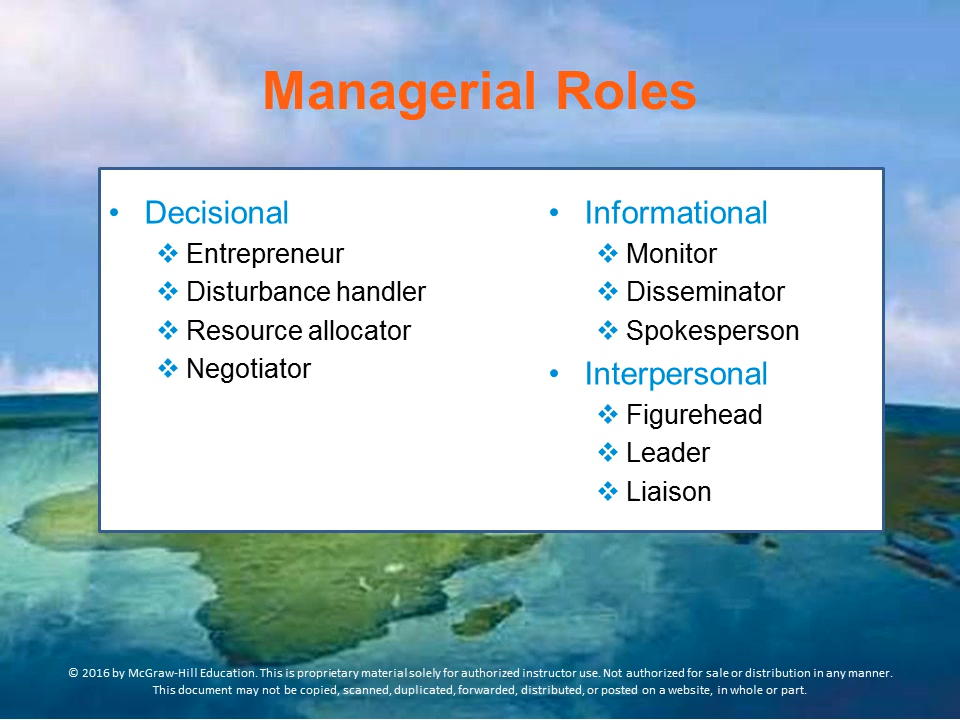 Managerial Roles
• Decisional
❖ Entrepreneur
❖ Disturbance handler
❖ Resource allocator
❖ Negotiator
• Informational
❖ Monitor
❖ Disseminator
❖ Spokesperson
• Interpersonal
❖ Figurehead
❖ Leader
❖ Liaison
© 2016 by McGraw-Hill Education. This is proprietary material solely for authorized instructor use. Not authorized for sale or distribution in any manner.
This document may not be copied, scanned, duplicated, forwarded, distributed, or posted on a website, in whole or part.